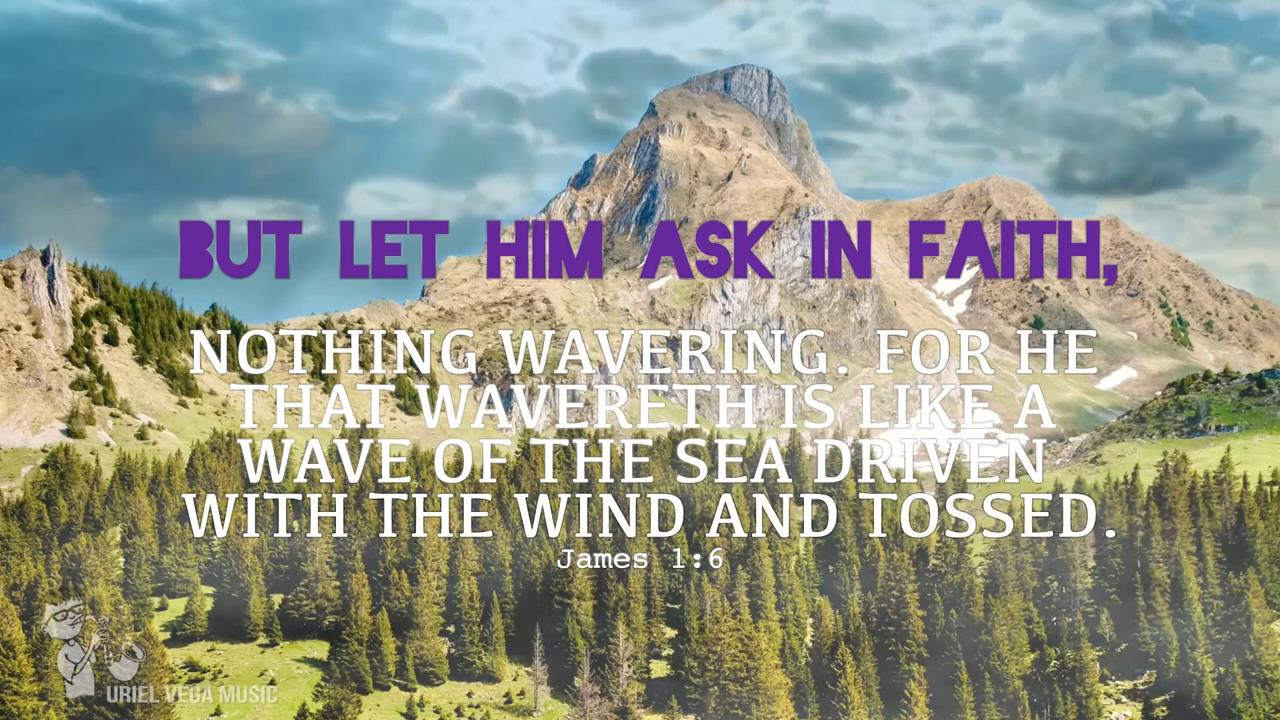 BUT LET HIM ASK IN FAITH,
NOTHING WAVERING. FOR HE
THAT WAVERETH IS LIKE A
WAVE OF THE SEA DRIVEN
WITH THE WIND AND TOSSED.
James 1:6
URIEL VEGA MUSIC